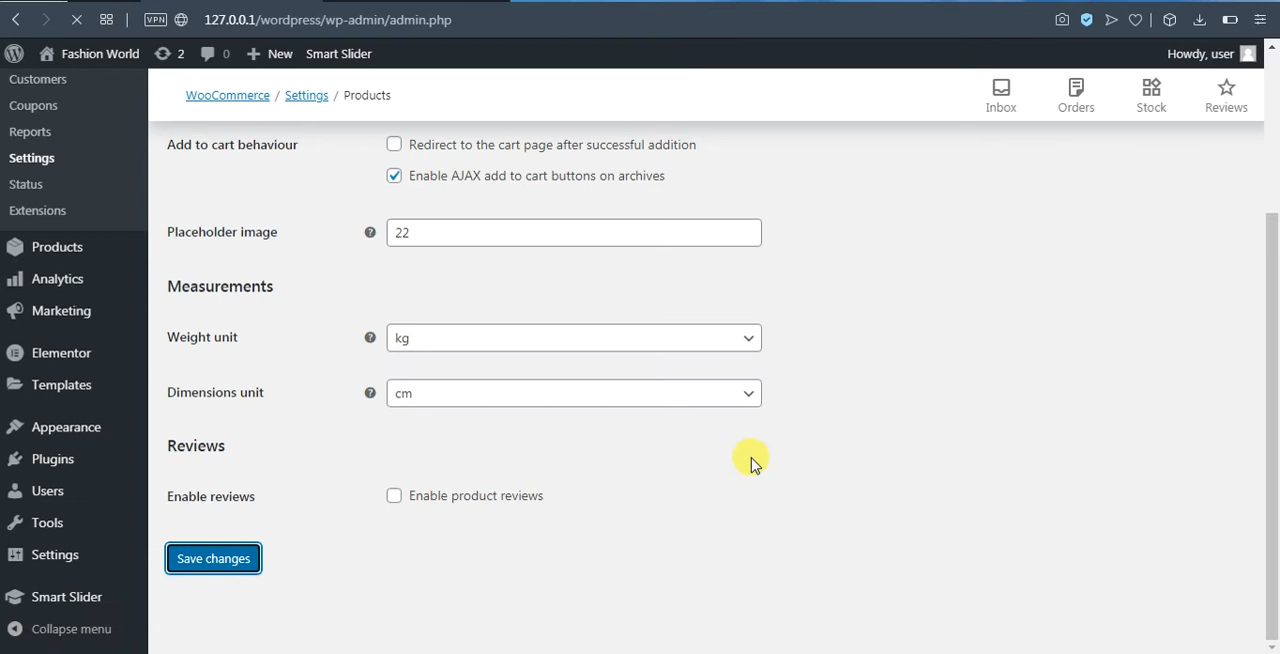 VPN
127.0.0.1/wordpress/wp-admin/admin.php
Fashion World 2 0 New Smart Slider Howdy, user
Customers
Coupons
Reports
Settings
Status
Extensions
Products
Analytics
Marketing
Elementor
Templates
Appearance
Plugins
Users
Tools
Settings
Smart Slider
Collapse menu
WooCommerce / Settings / Products
Inbox
Orders
Stock
Reviews
Add to cart behaviour
Redirect to the cart page after successful addition
Enable AJAX add to cart buttons on archives
Placeholder image ? 22
Measurements
Weight unit ? kg
Dimensions unit ? cm
Reviews
Enable reviews Enable product reviews
Save changes